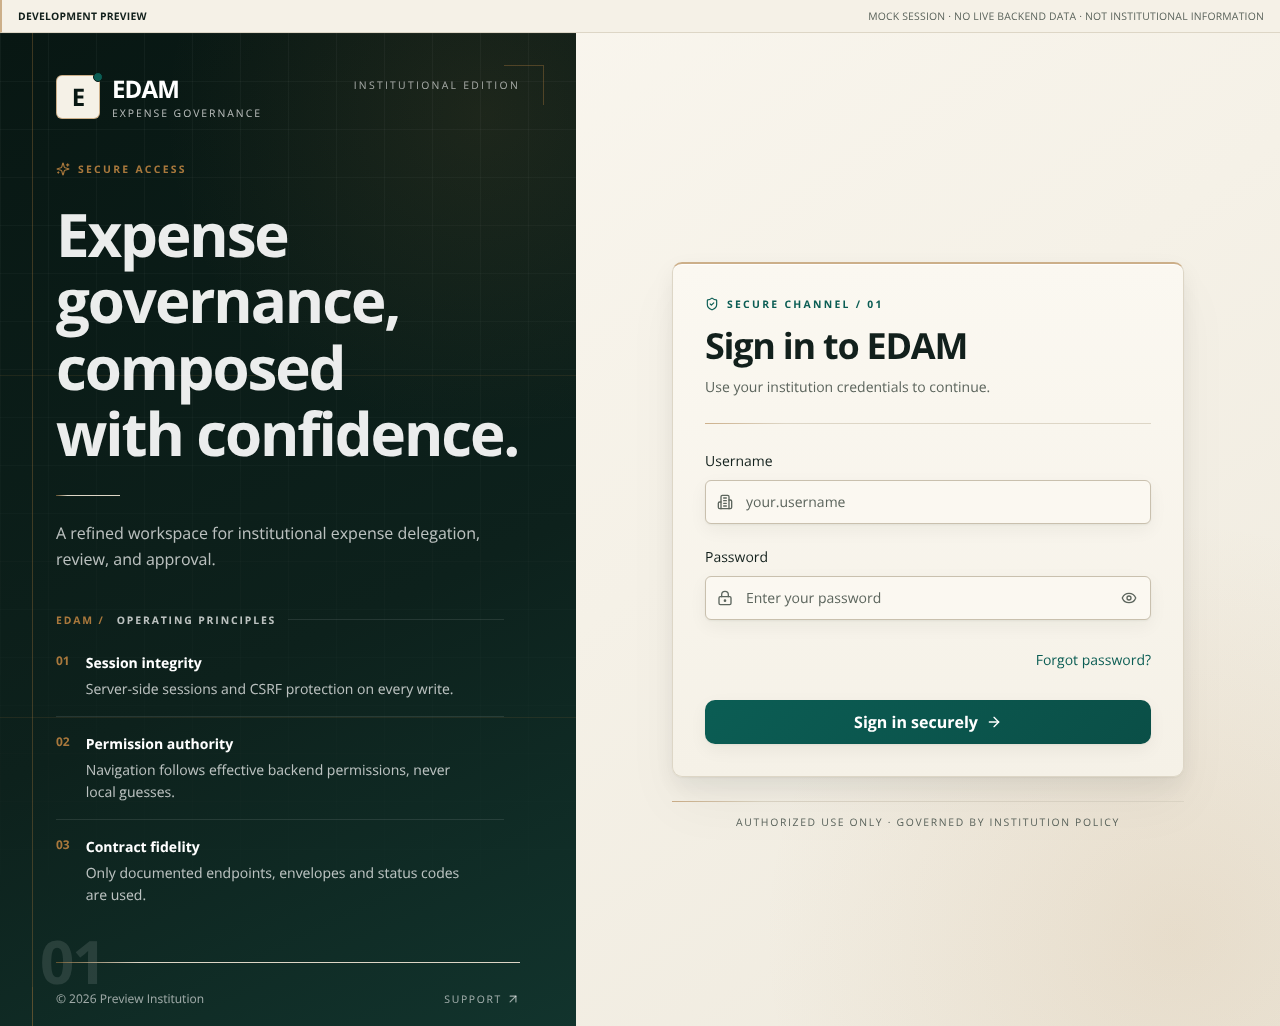 DEVELOPMENT PREVIEW
MOCK SESSION · NO LIVE BACKEND DATA · NOT INSTITUTIONAL INFORMATION
E
EDAM
EXPENSE GOVERNANCE
INSTITUTIONAL EDITION
SECURE ACCESS
Expense
governance,
composed
with confidence.
A refined workspace for institutional expense delegation,
review, and approval.
EDAM / OPERATING PRINCIPLES
01 Session integrity
Server-side sessions and CSRF protection on every write.
02 Permission authority
Navigation follows effective backend permissions, never
local guesses.
03 Contract fidelity
Only documented endpoints, envelopes and status codes
are used.
01
© 2026 Preview Institution
SUPPORT
SECURE CHANNEL / 01
Sign in to EDAM
Use your institution credentials to continue.
Username
your.username
Password
Enter your password
Forgot password?
Sign in securely
AUTHORIZED USE ONLY · GOVERNED BY INSTITUTION POLICY